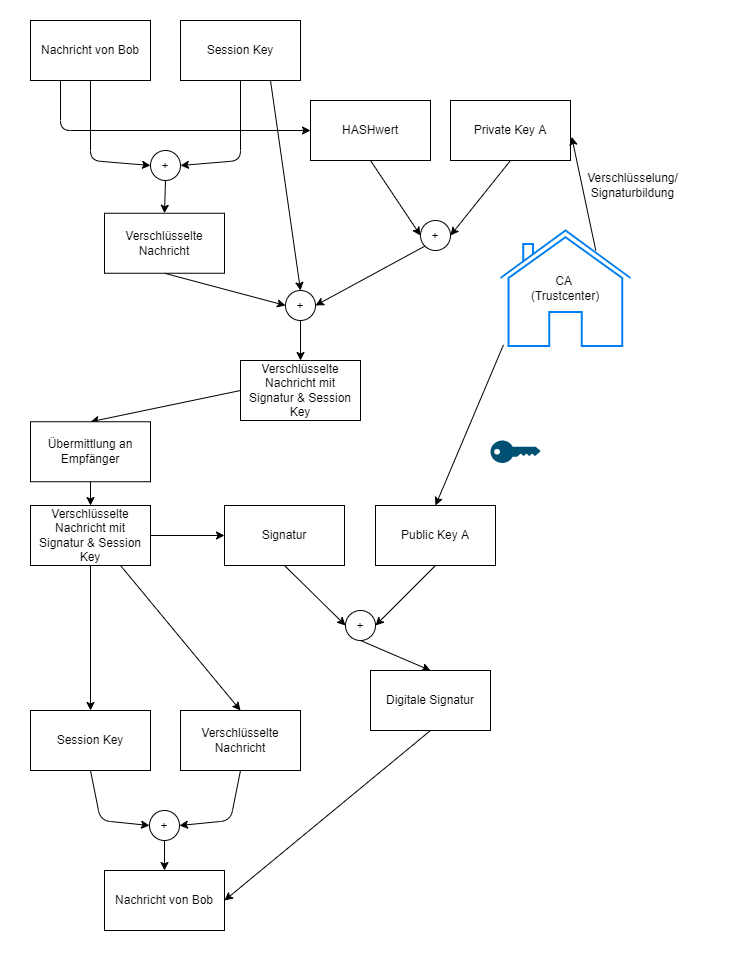 Nachricht von Bob
Session Key
HASHwert
Private Key A
+
Verschlüsselung/
Signaturbildung
Verschlüsselte
Nachricht
+
CA
(Trustcenter)
+
Verschlüsselte
Nachricht mit
Signatur & Session
Key
Übermittlung an
Empfänger
Verschlüsselte
Nachricht mit
Signatur & Session
Key
Signatur
Public Key A
+
Digitale Signatur
Session Key
Verschlüsselte
Nachricht
+
Nachricht von Bob